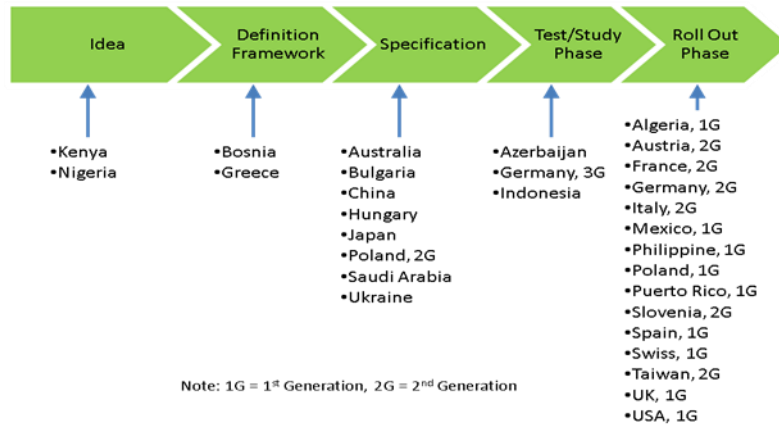 Idea
Definition
Framework
Specification
Test/Study
Phase
Roll Out
Phase
•Kenya
•Nigeria
•Bosnia
•Greece
•Australia
•Bulgaria
•China
•Hungary
•Japan
•Poland, 2G
•Saudi Arabia
•Ukraine
•Azerbaijan
•Germany, 3G
•Indonesia
•Algeria, 1G
•Austria, 2G
•France, 2G
•Germany, 2G
•Italy, 2G
•Mexico, 1G
•Philippine, 1G
•Poland, 1G
•Puerto Rico, 1G
•Slovenia, 2G
•Spain, 1G
•Swiss, 1G
•Taiwan, 2G
•UK, 1G
•USA, 1G
Note: 1G = 1st Generation, 2G = 2nd Generation